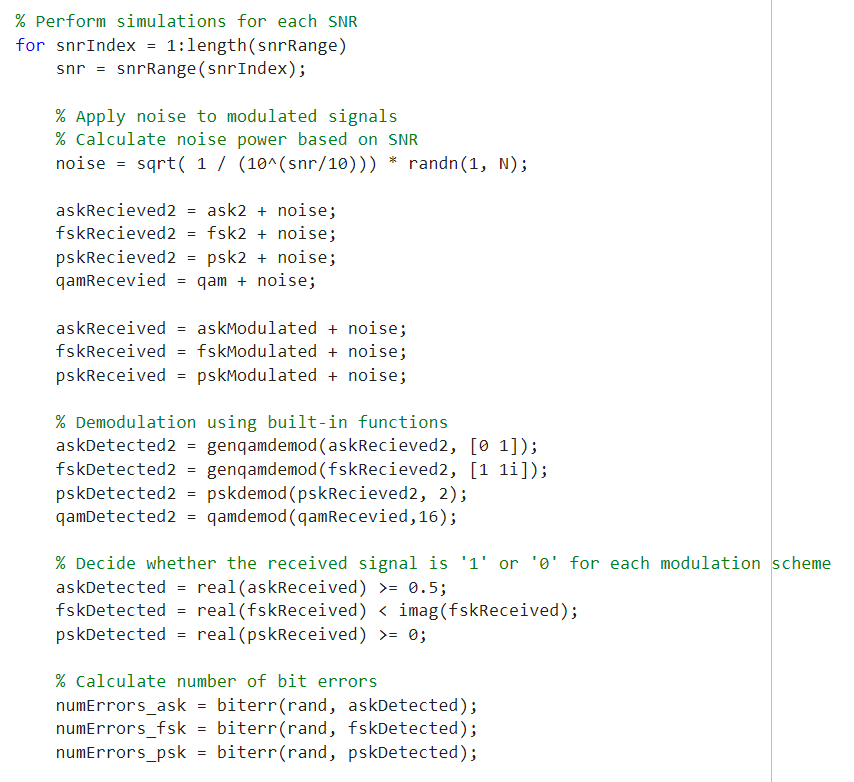 % Perform simulations for each SNR
for snrIndex = 1:length(snrRange)
    snr = snrRange(snrIndex);

    % Apply noise to modulated signals
    % Calculate noise power based on SNR
    noise = sqrt( 1 / (10^(snr/10))) * randn(1, N);

    askRecieved2 = ask2 + noise;
    fskRecieved2 = fsk2 + noise;
    pskRecieved2 = psk2 + noise;
    qamRecevied = qam + noise;

    askReceived = askModulated + noise;
    fskReceived = fskModulated + noise;
    pskReceived = pskModulated + noise;

    % Demodulation using built-in functions
    askDetected2 = genqamdemod(askRecieved2, [0 1]);
    fskDetected2 = genqamdemod(fskRecieved2, [1 1i]);
    pskDetected2 = pskdemod(pskRecieved2, 2);
    qamDetected2 = qamdemod(qamRecevied,16);

    % Decide whether the received signal is '1' or '0' for each modulation scheme
    askDetected = real(askReceived) >= 0.5;
    fskDetected = real(fskReceived) < imag(fskReceived);
    pskDetected = real(pskReceived) >= 0;

    % Calculate number of bit errors
    numErrors_ask = biterr(rand, askDetected);
    numErrors_fsk = biterr(rand, fskDetected);
    numErrors_psk = biterr(rand, pskDetected);